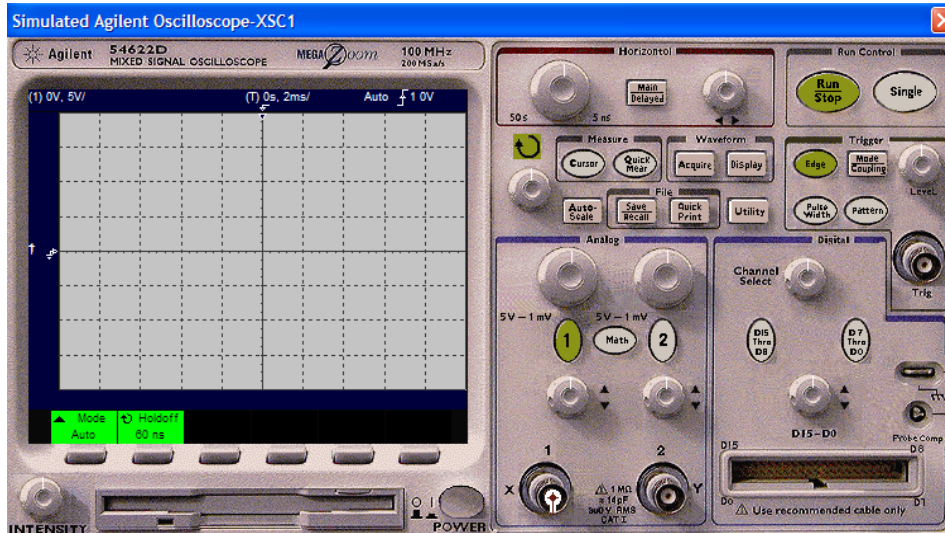 Simulated Agilent Oscilloscope-XSC1
Agilent
54622D
MIXED SIGNAL OSCILLOSCOPE
MEGA Zoom
100 MHz
200 MSa/s
(1) 0V, 5V/
(T) 0s, 2ms/
Auto
1 0V
Mode
Auto
Holdoff
60 ns
INTENSITY
POWER
Horizontal
Main
Delayed
50 s
5 ns
Run Control
Run
Stop
Single
Measure
Cursor
Quick
Meas
Waveform
Acquire
Display
Trigger
Edge
Mode
Coupling
Level
Pulse
Width
Pattern
Trig
File
Auto-
Scale
Save
Recall
Quick
Print
Utility
Analog
5 V – 1 mV
5 V – 1 mV
1
Math
2
1
2
X
Y
1 MΩ
≅ 14pF
300 V RMS
CAT I
Digital
Channel
Select
D15
Thru
D8
D7
Thru
D0
D15-D0
Probe Comp
D15
D8
D0
D7
Use recommended cable only